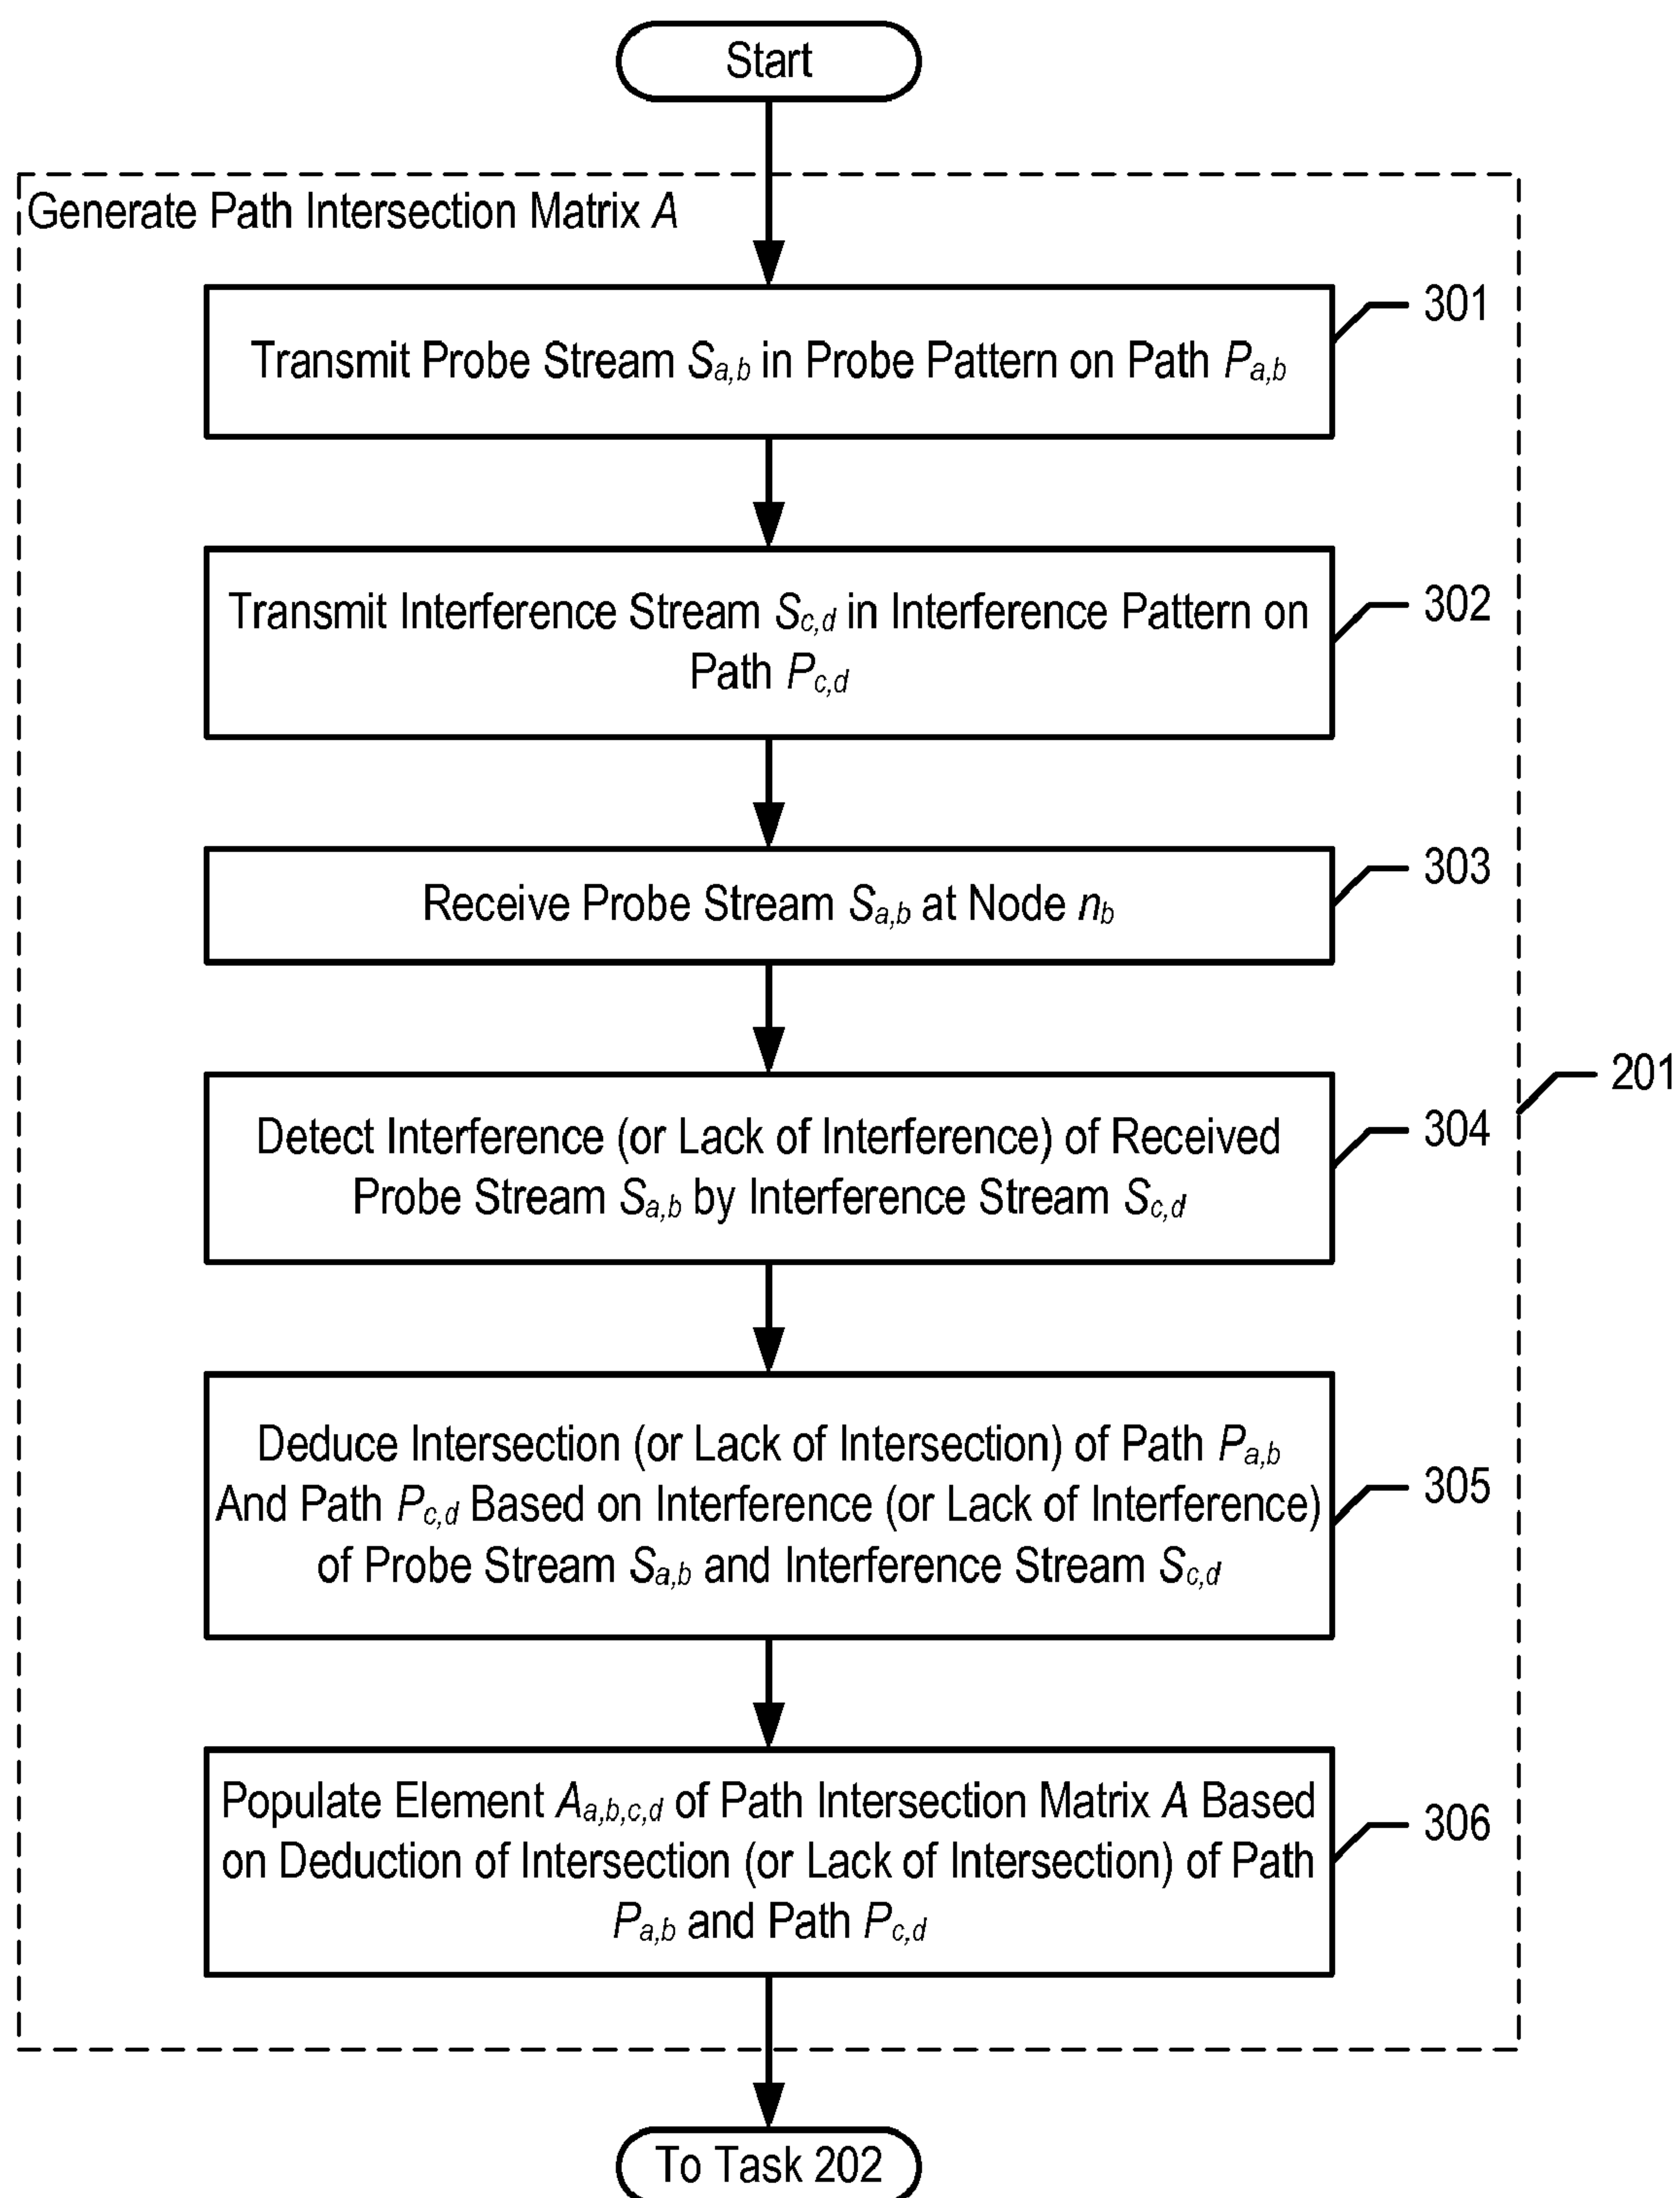 Start
Generate Path Intersection Matrix A
Transmit Probe Stream Sa,b in Probe Pattern on Path Pa,b
301
Transmit Interference Stream Sc,d in Interference Pattern on
Path Pc,d
302
Receive Probe Stream Sa,b at Node nb
303
Detect Interference (or Lack of Interference) of Received
Probe Stream Sa,b by Interference Stream Sc,d
304
201
Deduce Intersection (or Lack of Intersection) of Path Pa,b
And Path Pc,d Based on Interference (or Lack of Interference)
of Probe Stream Sa,b and Interference Stream Sc,d
305
Populate Element Aa,b,c,d of Path Intersection Matrix A Based
on Deduction of Intersection (or Lack of Intersection) of Path
Pa,b and Path Pc,d
306
To Task 202